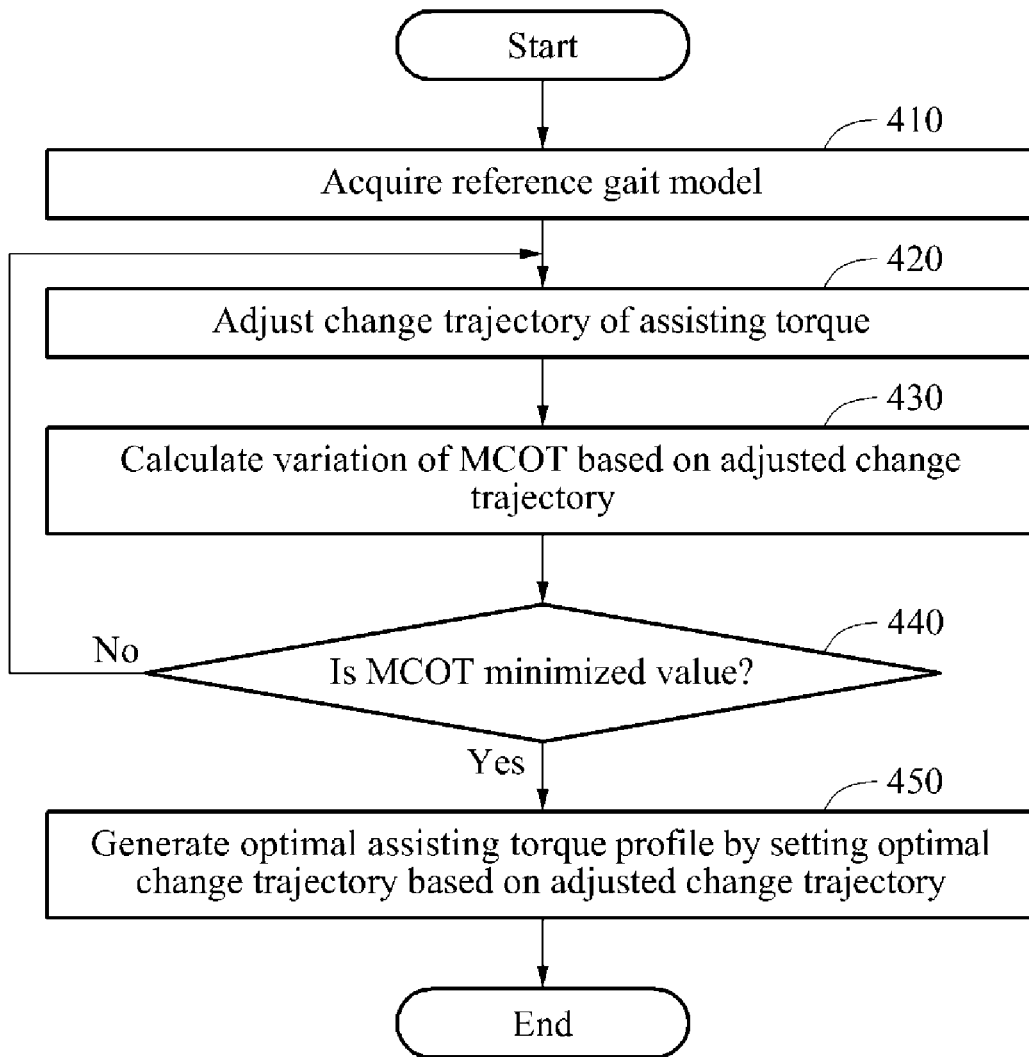 Start
410
Acquire reference gait model
420
Adjust change trajectory of assisting torque
430
Calculate variation of MCOT based on adjusted change
trajectory
440
No
Is MCOT minimized value?
Yes
450
Generate optimal assisting torque profile by setting optimal
change trajectory based on adjusted change trajectory
End